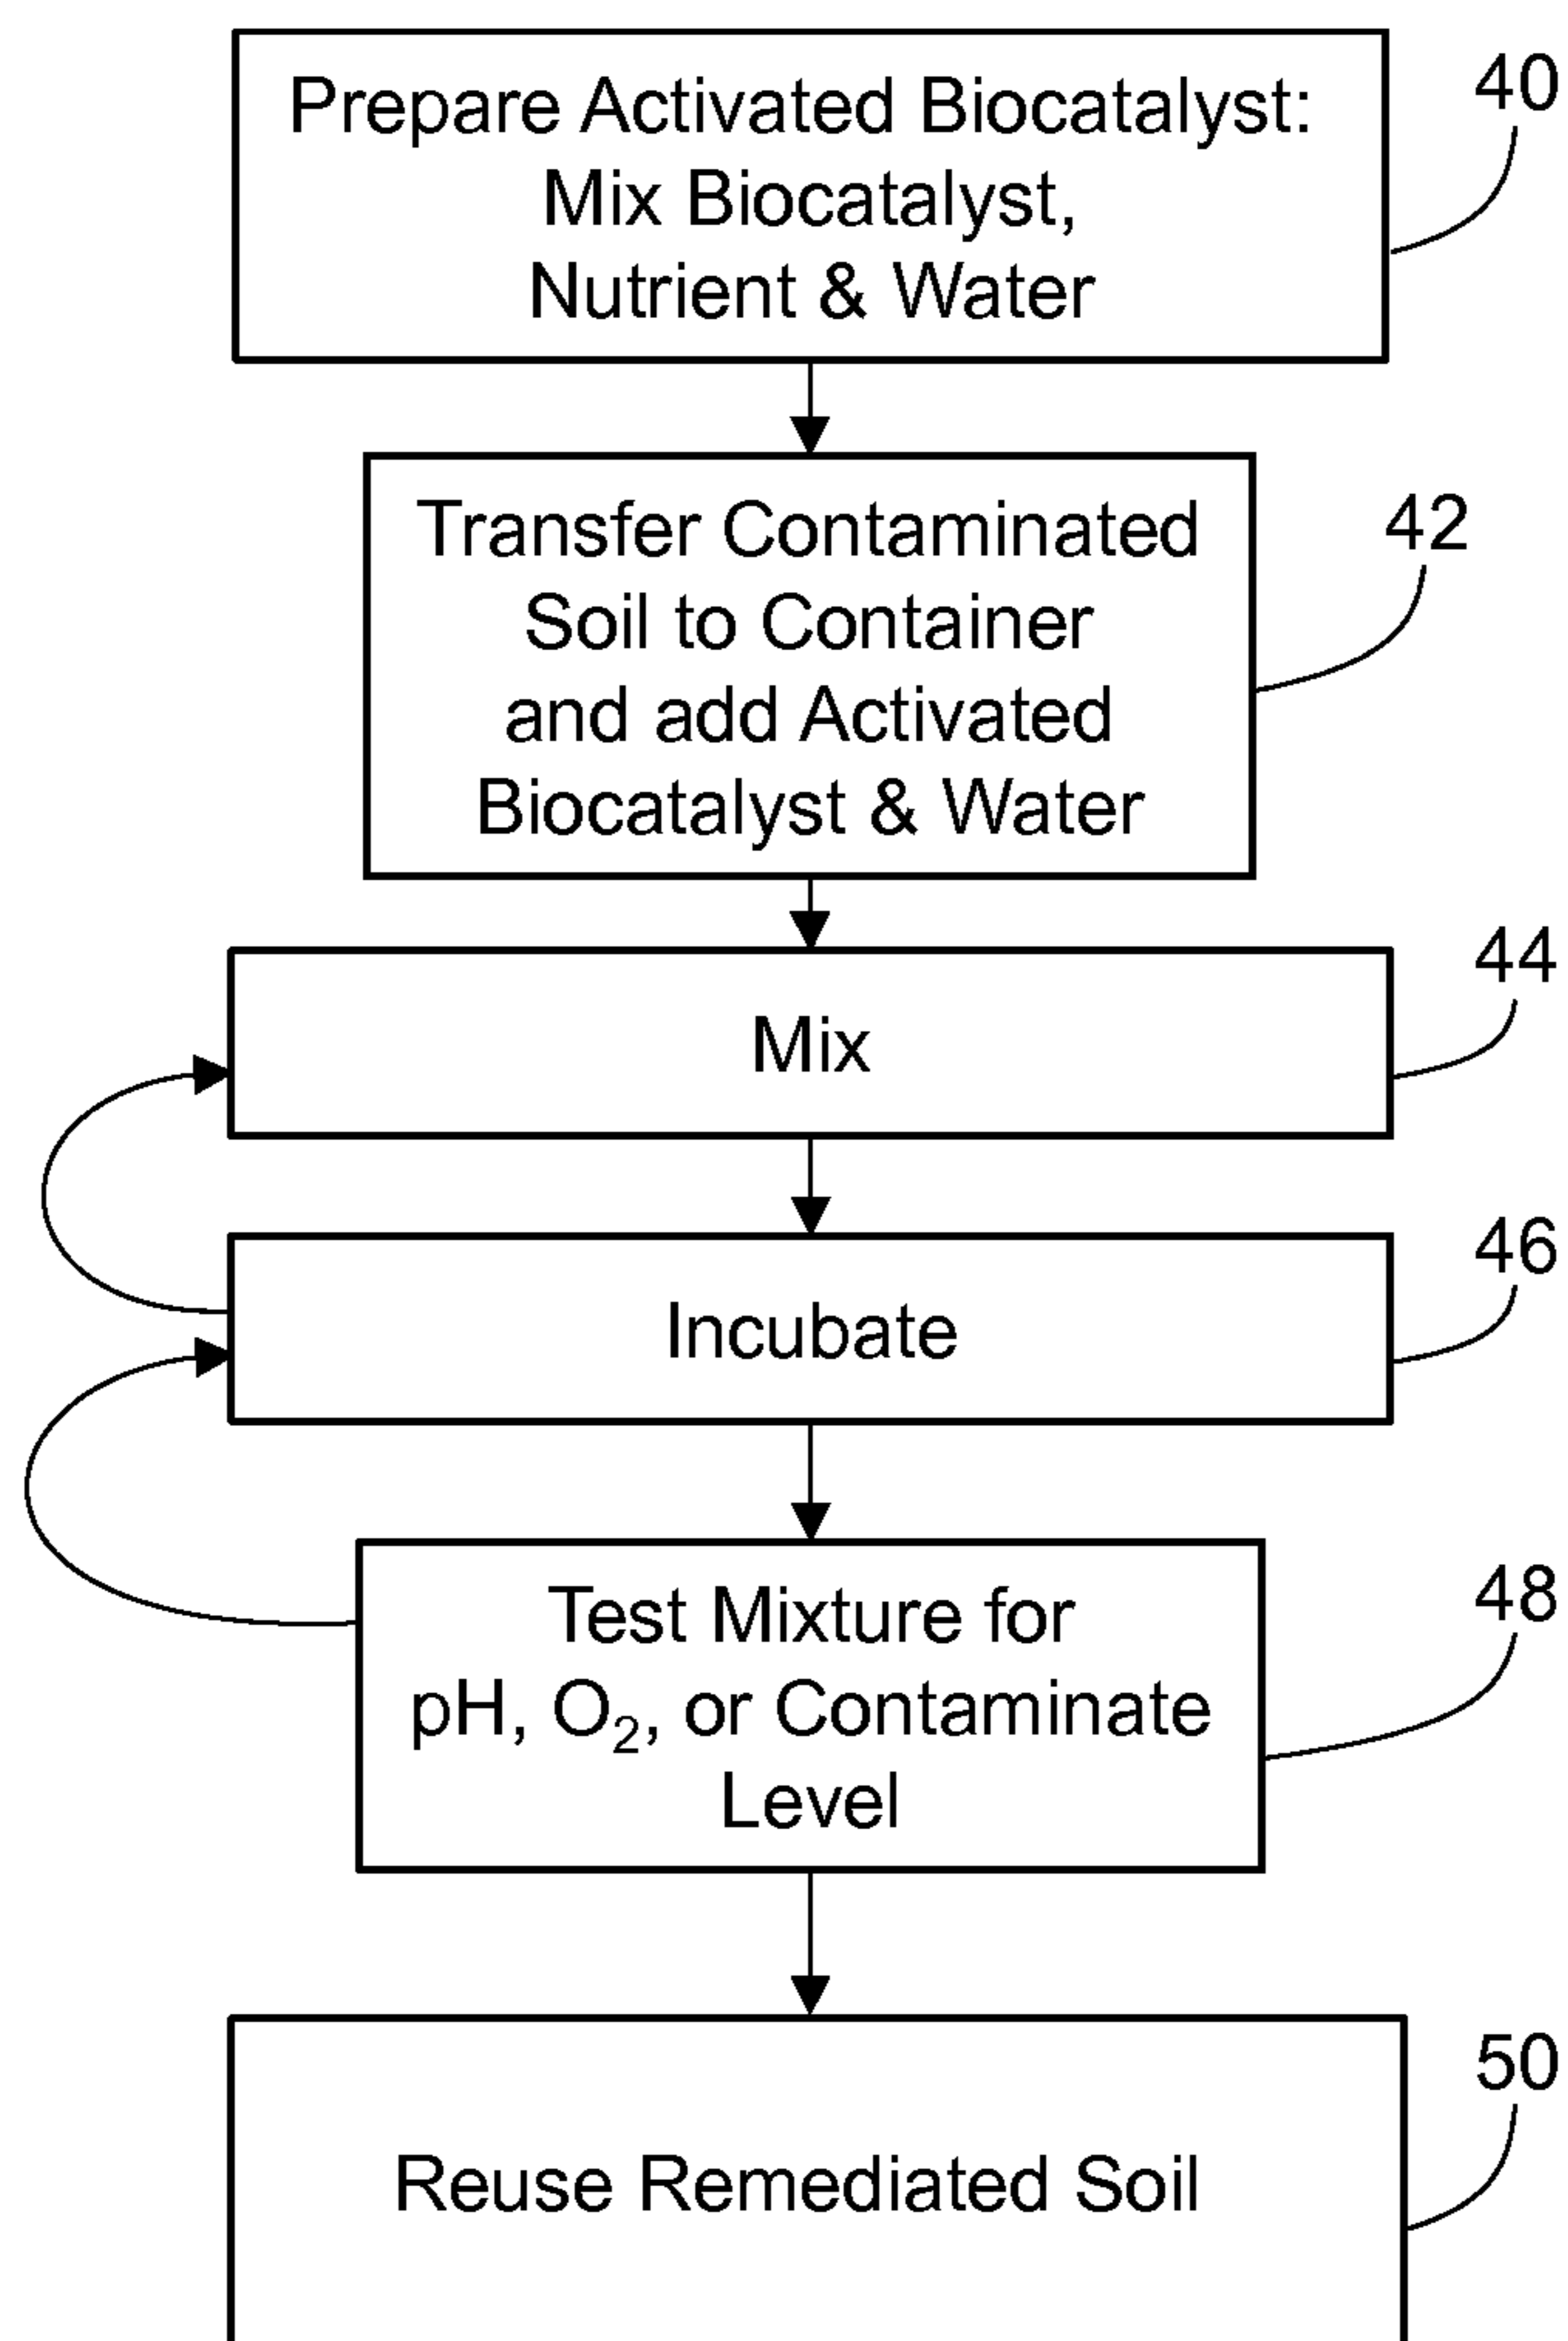 Prepare Activated Biocatalyst:
Mix Biocatalyst,
Nutrient & Water
40
Transfer Contaminated
Soil to Container
and add Activated
Biocatalyst & Water
42
Mix
44
Incubate
46
Test Mixture for
pH, O₂, or Contaminate
Level
48
Reuse Remediated Soil
50